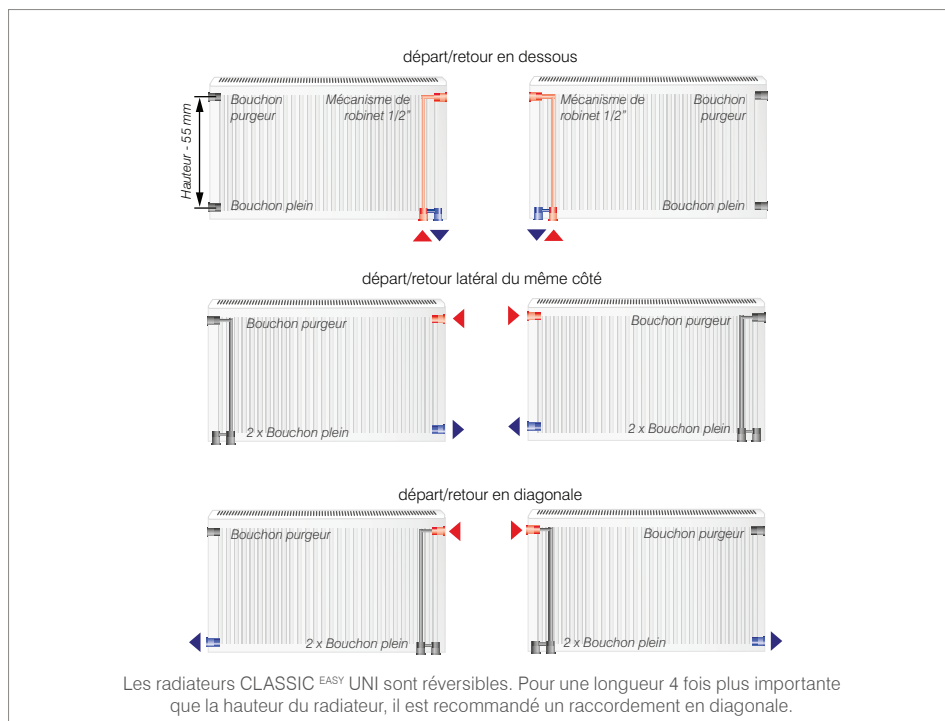 départ/retour en dessous
Bouchon
purgeur
Mécanisme de
robinet 1/2"
Hauteur - 55 mm
Bouchon plein
Mécanisme de
robinet 1/2"
Bouchon
purgeur
Bouchon plein
départ/retour latéral du même côté
Bouchon purgeur
2 x Bouchon plein
Bouchon purgeur
2 x Bouchon plein
départ/retour en diagonale
Bouchon purgeur
2 x Bouchon plein
Bouchon purgeur
2 x Bouchon plein
Les radiateurs CLASSIC EASY UNI sont réversibles. Pour une longueur 4 fois plus importante
que la hauteur du radiateur, il est recommandé un raccordement en diagonale.